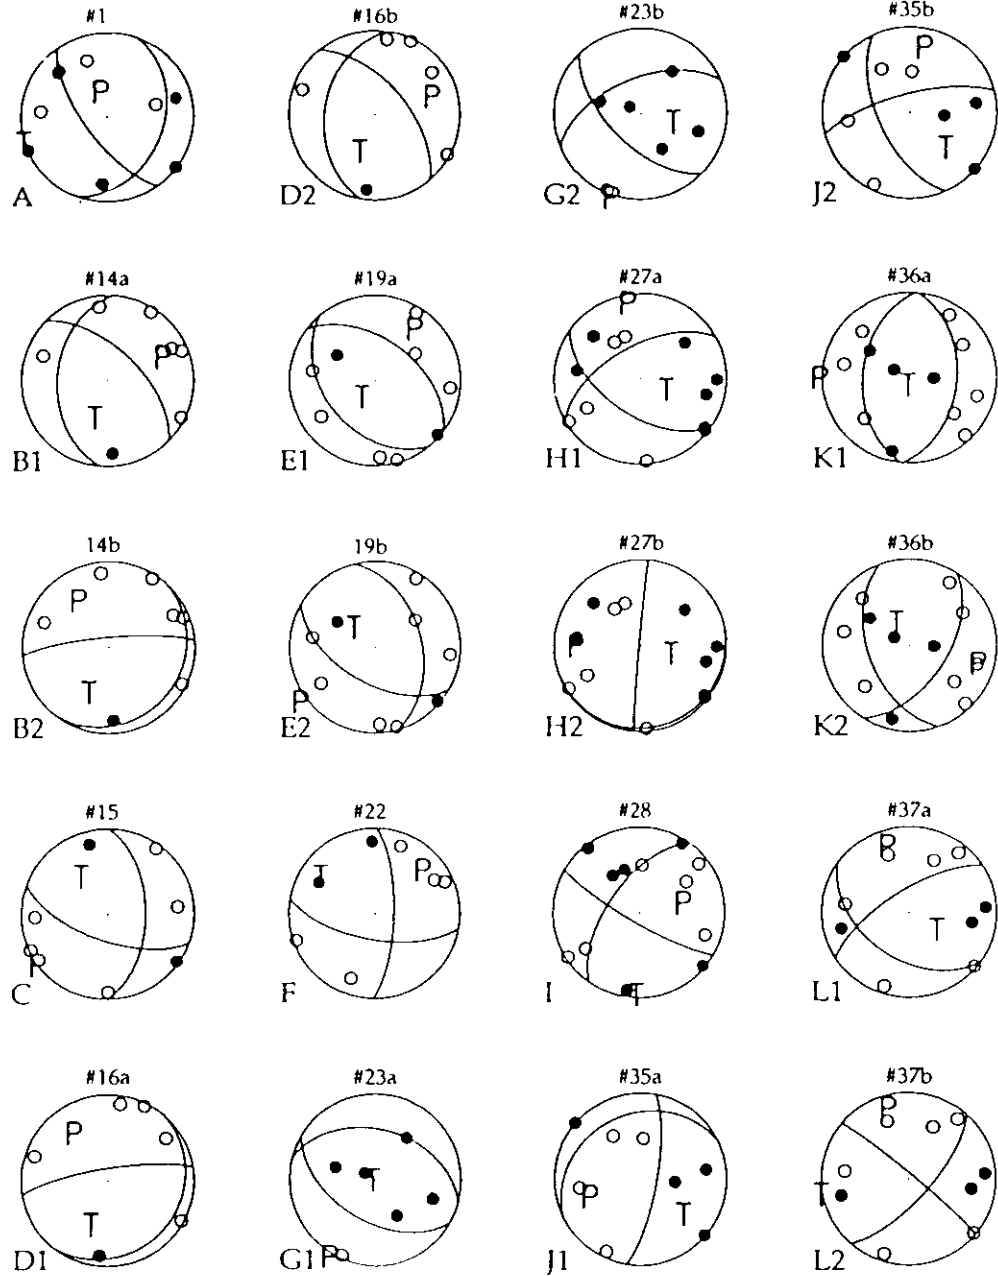 #1 #16b #23b #35b
P P T P
T T P T
A D2 G2 J2
#14a #19a #27a #36a
P P P P
T T T T
B1 E1 H1 K1
14b 19b #27b #36b
P T P T
T P T P
B2 E2 H2 K2
#15 #22 #28 #37a
T T P P P
P T T
C F I L1
#16a #23a #35a #37b
P T P P
T P T T
D1 G1 J1 L2